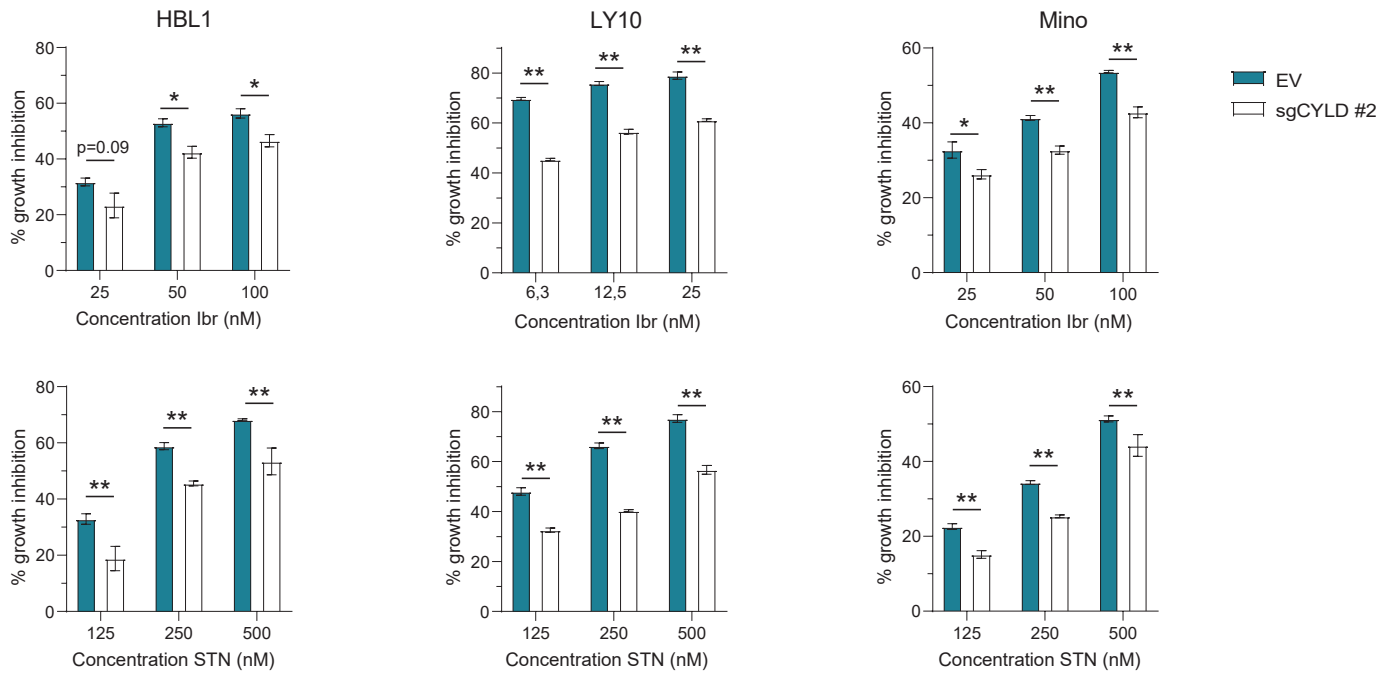 HBL1
LY10
Mino
EV
sgCYLD #2
% growth inhibition
80
60
40
20
0
p=0.09
*
*
25 50 100
Concentration Ibr (nM)
% growth inhibition
80
60
40
20
0
**
**
**
6,3 12,5 25
Concentration Ibr (nM)
% growth inhibition
60
40
20
0
*
**
**
25 50 100
Concentration Ibr (nM)
% growth inhibition
80
60
40
20
0
**
**
**
125 250 500
Concentration STN (nM)
% growth inhibition
80
60
40
20
0
**
**
**
125 250 500
Concentration STN (nM)
% growth inhibition
60
40
20
0
**
**
**
125 250 500
Concentration STN (nM)